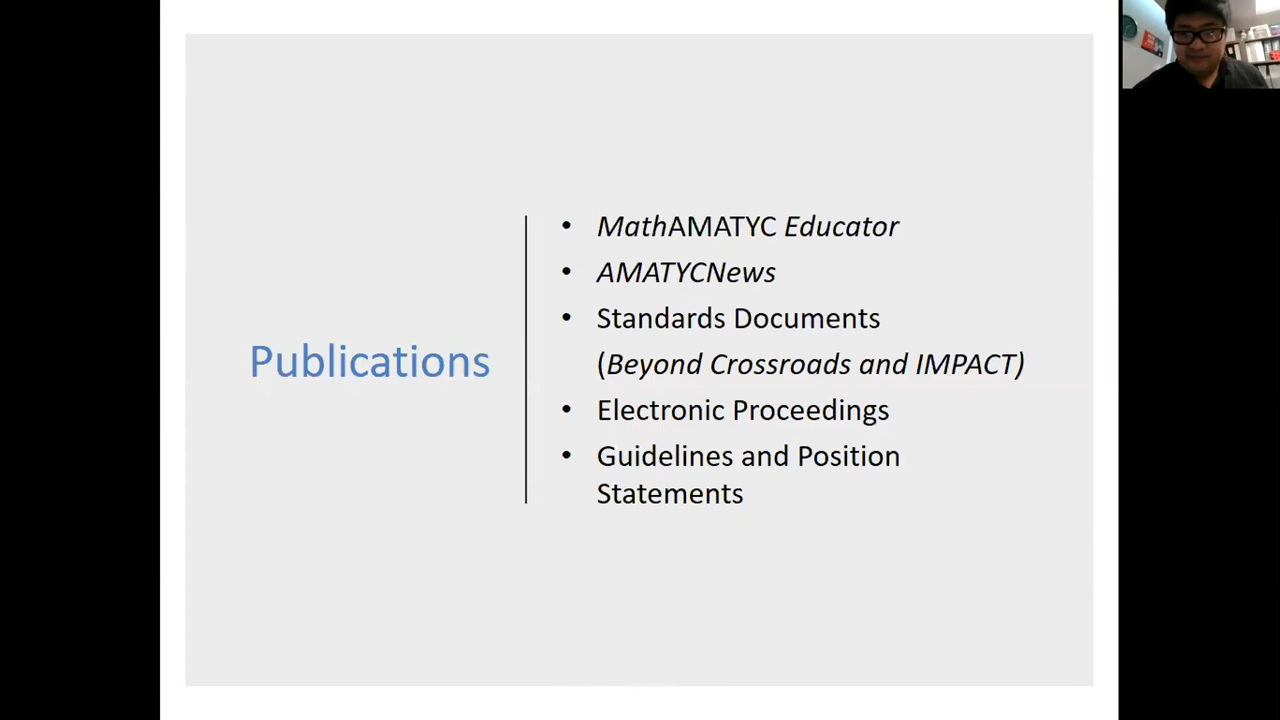 Publications
• MathAMATYC Educator
• AMATYCNews
• Standards Documents
(Beyond Crossroads and IMPACT)
• Electronic Proceedings
• Guidelines and Position
Statements